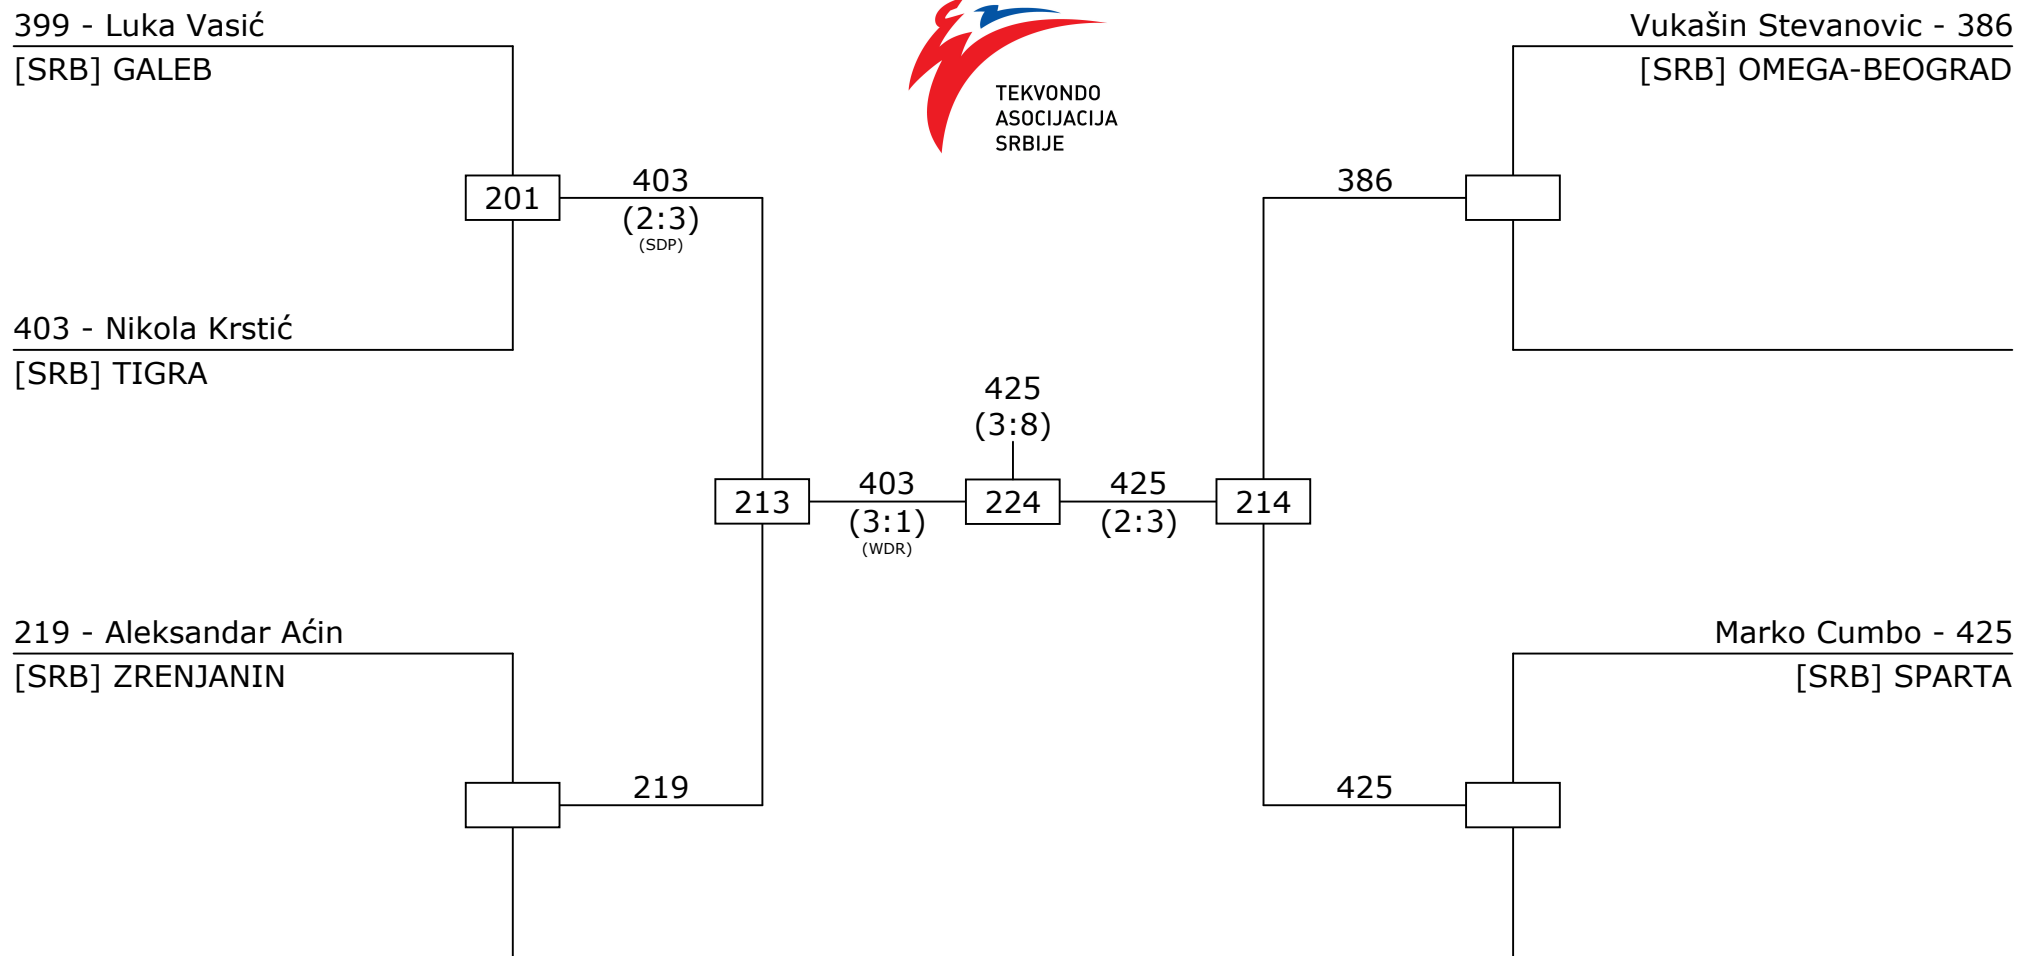 399 - Luka Vasić
[SRB] GALEB
TEKVONDO
ASOCIJACIJA
SRBIJE
Vukašin Stevanovic - 386
[SRB] OMEGA-BEOGRAD
201
403
(2:3)
(SDP)
386
403 - Nikola Krstić
[SRB] TIGRA
425
(3:8)
213
403
(3:1)
(WDR)
224
425
(2:3)
214
219 - Aleksandar Aćin
[SRB] ZRENJANIN
Marko Cumbo - 425
[SRB] SPARTA
219
425